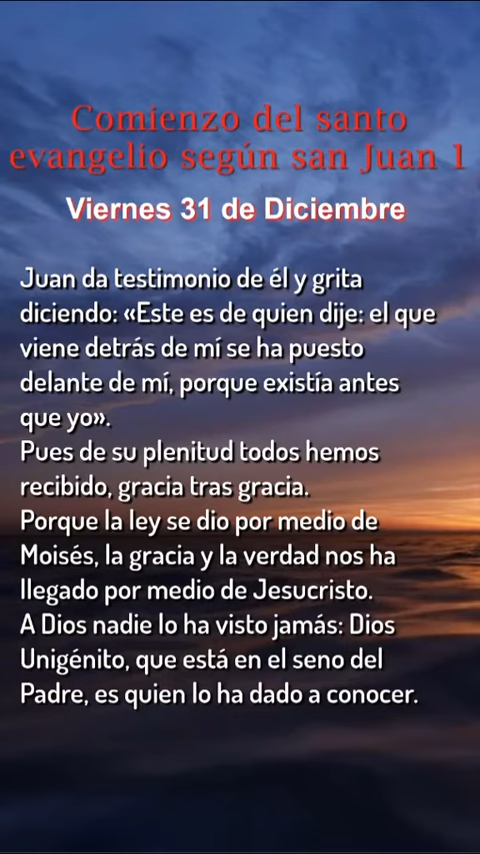 Comienzo del santo
evangelio según san Juan 1
Viernes 31 de Diciembre
Juan da testimonio de él y grita
diciendo: «Este es de quien dije: el que
viene detrás de mí se ha puesto
delante de mí, porque existía antes
que yo».
Pues de su plenitud todos hemos
recibido, gracia tras gracia.
Porque la ley se dio por medio de
Moisés, la gracia y la verdad nos ha
llegado por medio de Jesucristo.
A Dios nadie lo ha visto jamás: Dios
Unigénito, que está en el seno del
Padre, es quien lo ha dado a conocer.